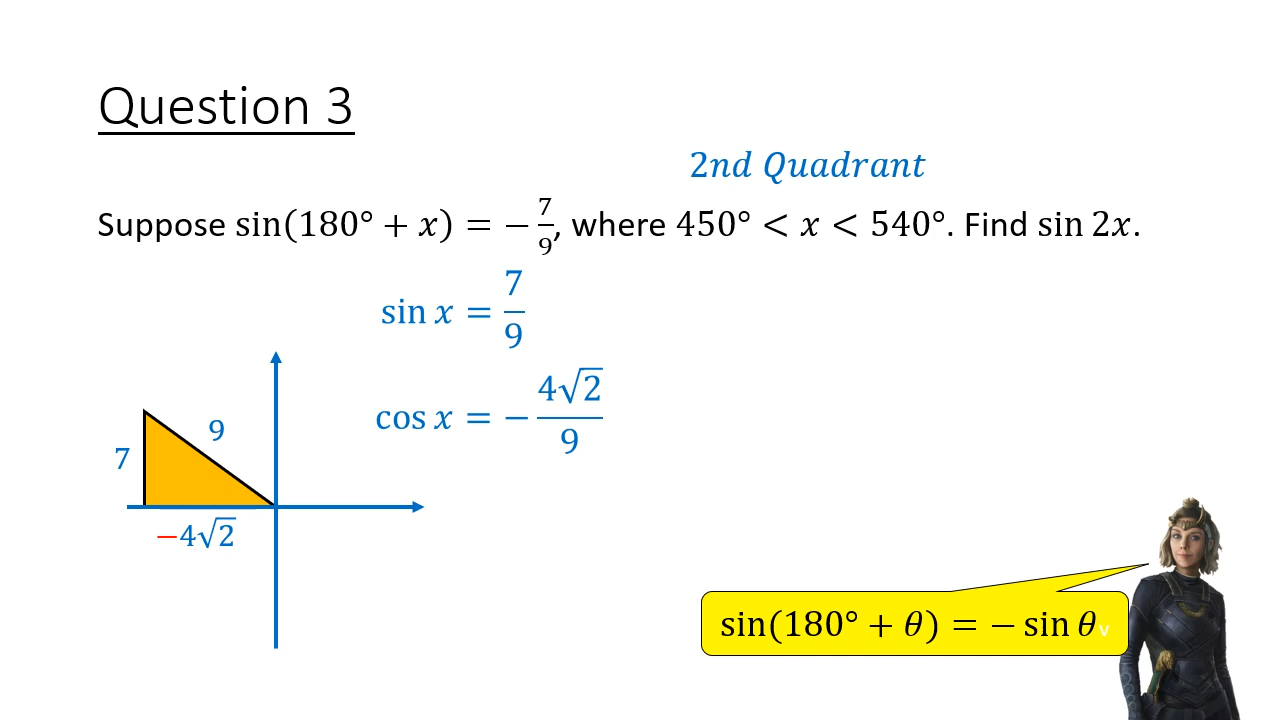 Question 3
2nd Quadrant
Suppose sin(180° + x) = −7/9, where 450° < x < 540°. Find sin 2x.
sin x = 7/9
cos x = −4√2/9
9
7
−4√2
sin(180° + θ) = − sin θ v